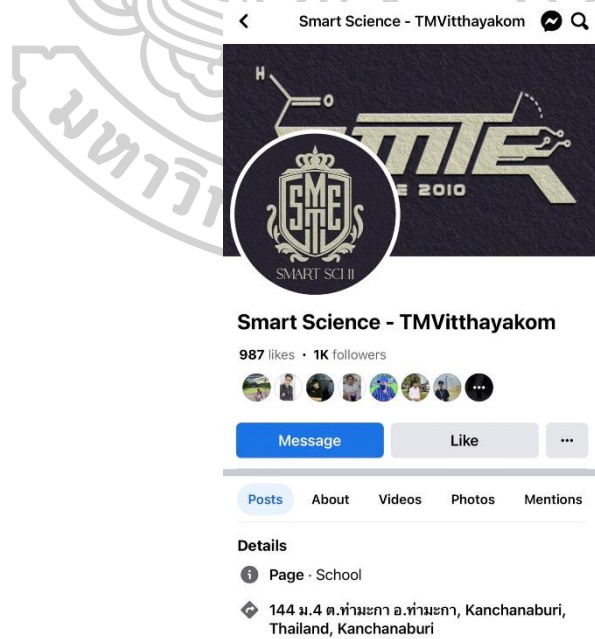 Smart Science - TMVitthayakom
H
O
SMTE
E 2010
SMTE
SMART SCI II
Smart Science - TMVitthayakom
987 likes · 1K followers
Message
Like
Posts
About
Videos
Photos
Mentions
Details
Page · School
144 ม.4 ต.ท่ามะกา อ.ท่ามะกา, Kanchanaburi,
Thailand, Kanchanaburi